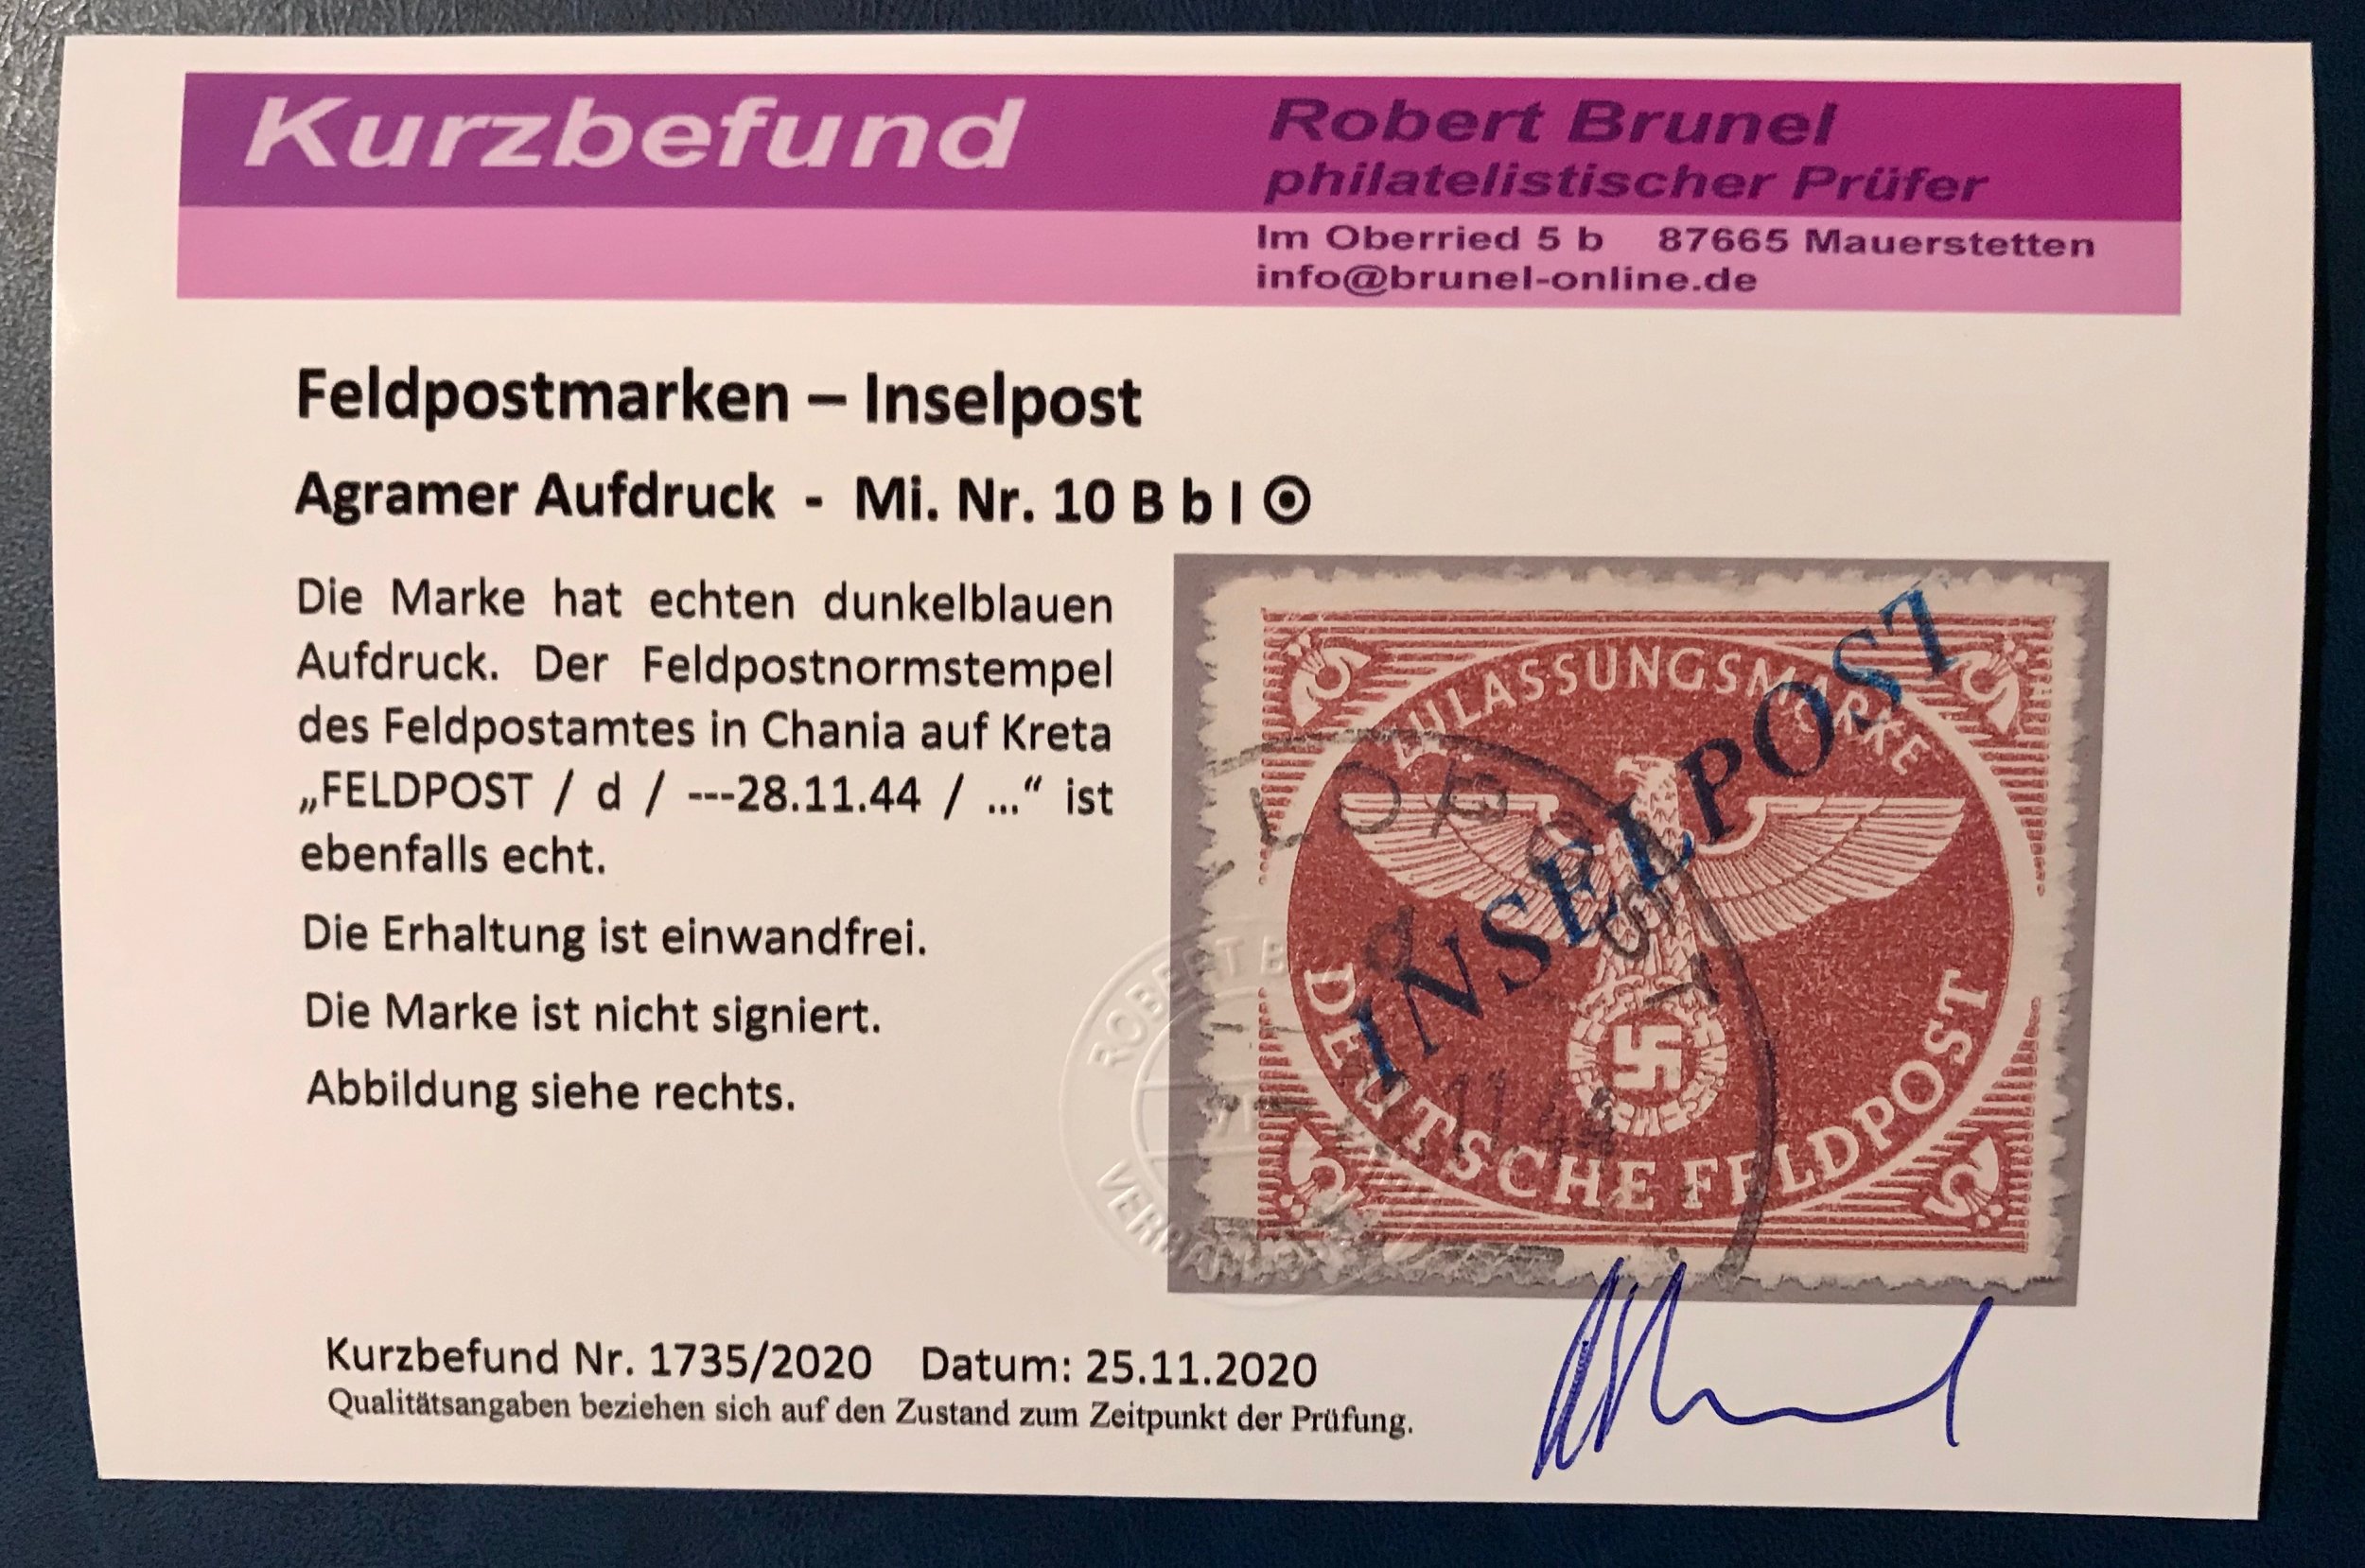 Kurzbefund
Robert Brunel
philatelistischer Prüfer
Im Oberried 5 b 87665 Mauerstetten
info@brunel-online.de
Feldpostmarken – Inselpost
Agramer Aufdruck - Mi. Nr. 10 B b I ⊙
Die Marke hat echten dunkelblauen
Aufdruck. Der Feldpostnormstempel
des Feldpostamtes in Chania auf Kreta
„FELDPOST / d / ---28.11.44 / ...“ ist
ebenfalls echt.
Die Erhaltung ist einwandfrei.
Die Marke ist nicht signiert.
Abbildung siehe rechts.
ZULASSUNGSMARKE
INSELPOST
DEUTSCHE FELDPOST
11.44
ROBERT B
Kurzbefund Nr. 1735/2020 Datum: 25.11.2020
Qualitätsangaben beziehen sich auf den Zustand zum Zeitpunkt der Prüfung.